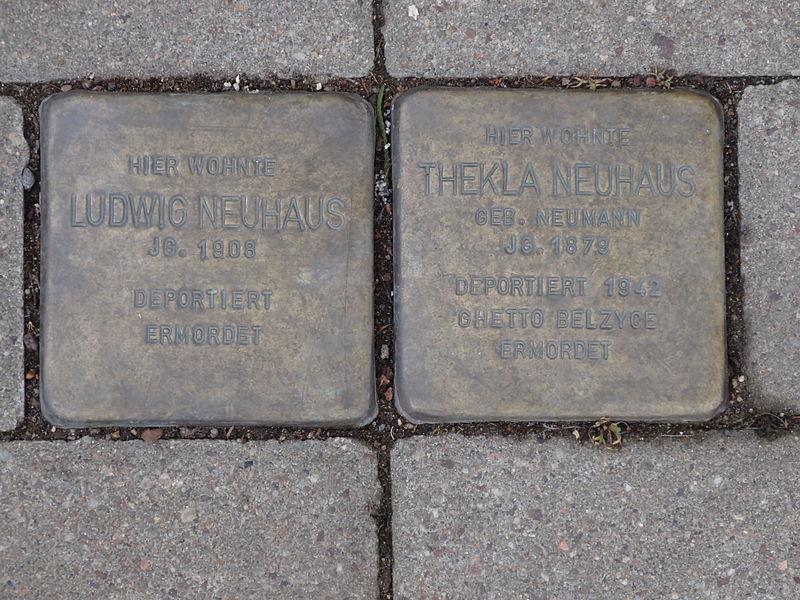 HIER WOHNTE
LUDWIG NEUHAUS
JG. 1908
DEPORTIERT
ERMORDET
HIER WOHNTE
THEKLA NEUHAUS
GEB. NEUMANN
JG. 1879
DEPORTIERT 1942
GHETTO BELZYCE
ERMORDET